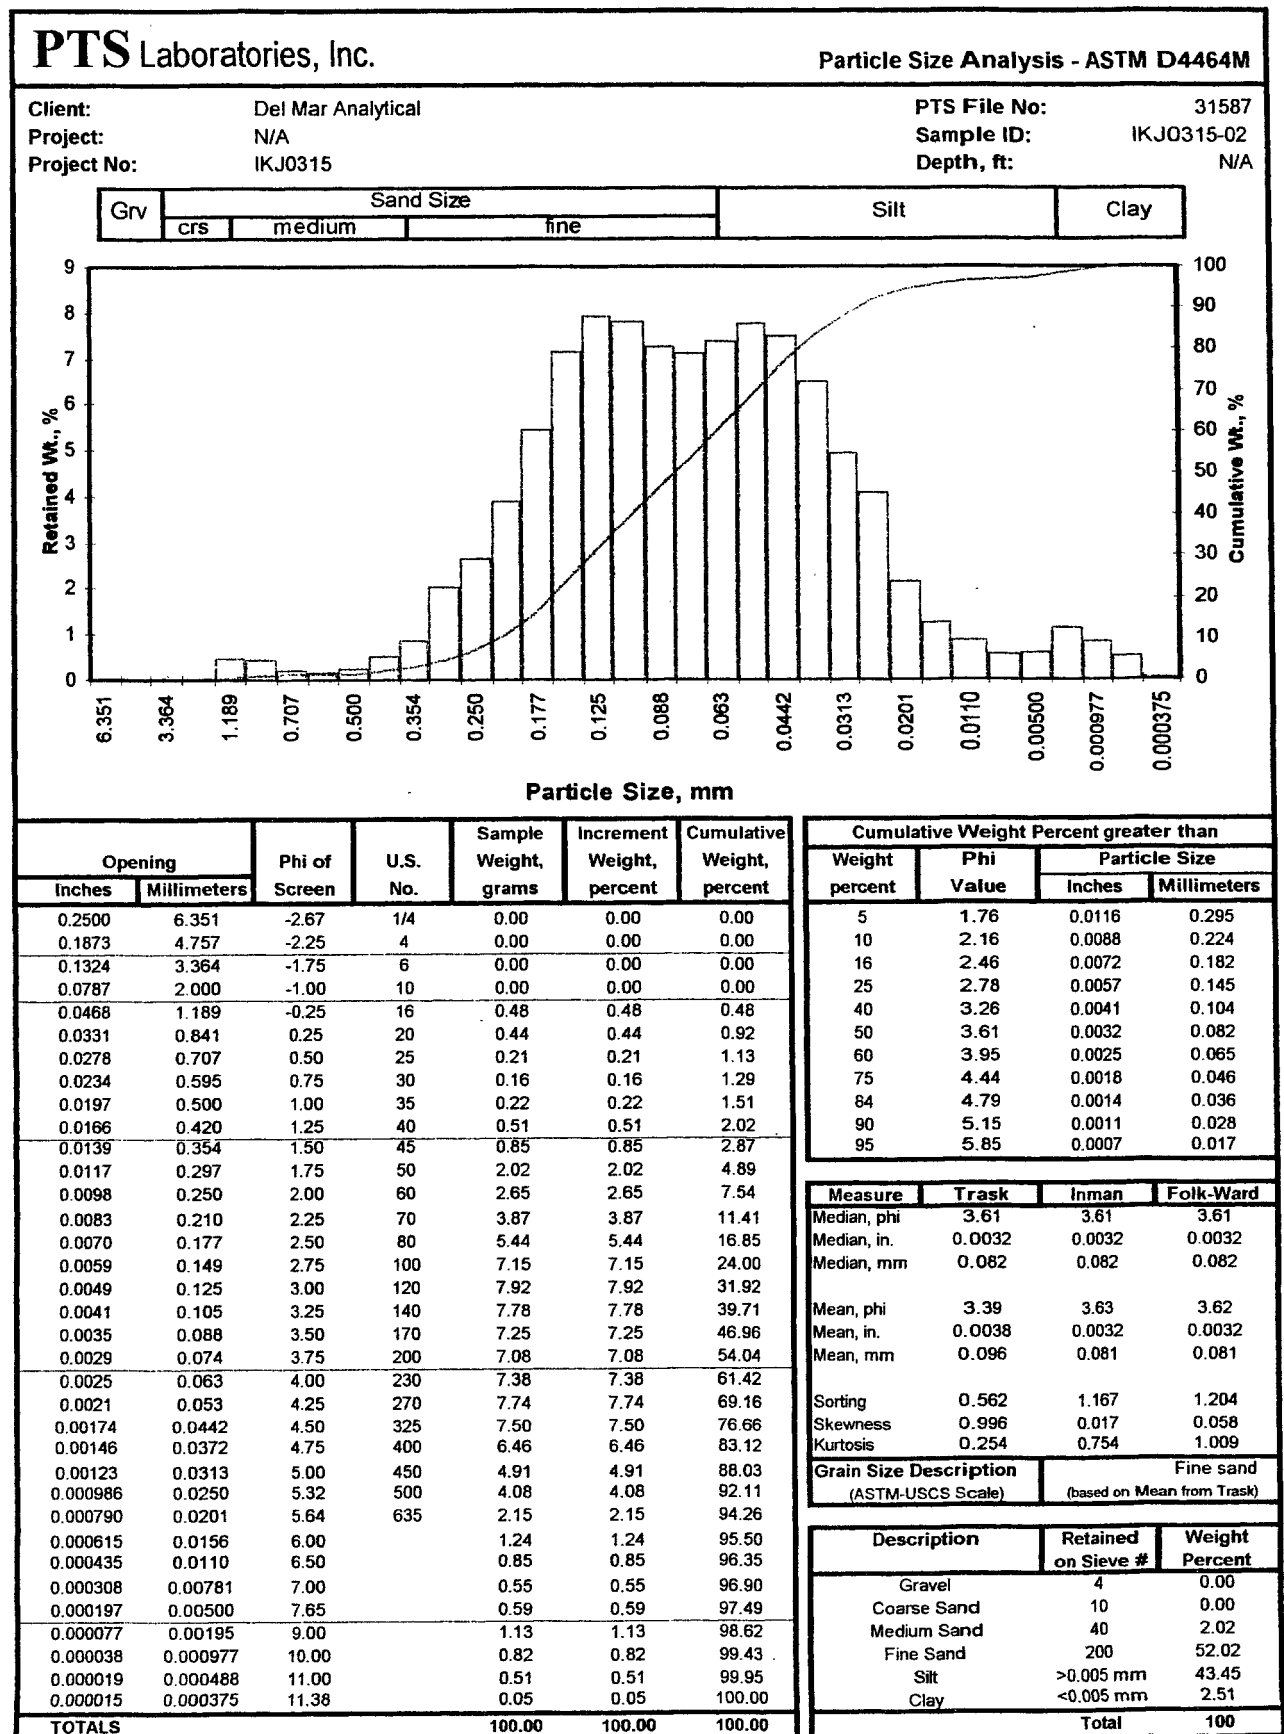 PTS Laboratories, Inc.
Particle Size Analysis - ASTM D4464M
Client: Del Mar Analytical PTS File No: 31587
Project: N/A Sample ID: IKJ0315-02
Project No: IKJ0315 Depth, ft: N/A
Grv Sand Size Silt Clay
crs medium fine
9 100
8 90
7 80
6 70
5 60
4 50
3 40
2 30
1 20
0 10
0
Retained Wt., %
Cumulative Wt., %
6.351 3.364 1.189 0.707 0.500 0.354 0.250 0.177 0.125 0.088 0.063 0.0442 0.0313 0.0201 0.0110 0.00500 0.000977 0.000375
Particle Size, mm
Opening Phi of U.S. Sample Increment Cumulative
Inches Millimeters Screen No. Weight, grams Weight, percent Weight, percent
0.2500 6.351 -2.67 1/4 0.00 0.00 0.00
0.1873 4.757 -2.25 4 0.00 0.00 0.00
0.1324 3.364 -1.75 6 0.00 0.00 0.00
0.0787 2.000 -1.00 10 0.00 0.00 0.00
0.0468 1.189 -0.25 16 0.48 0.48 0.48
0.0331 0.841 0.25 20 0.44 0.44 0.92
0.0278 0.707 0.50 25 0.21 0.21 1.13
0.0234 0.595 0.75 30 0.16 0.16 1.29
0.0197 0.500 1.00 35 0.22 0.22 1.51
0.0166 0.420 1.25 40 0.51 0.51 2.02
0.0139 0.354 1.50 45 0.85 0.85 2.87
0.0117 0.297 1.75 50 2.02 2.02 4.89
0.0098 0.250 2.00 60 2.65 2.65 7.54
0.0083 0.210 2.25 70 3.87 3.87 11.41
0.0070 0.177 2.50 80 5.44 5.44 16.85
0.0059 0.149 2.75 100 7.15 7.15 24.00
0.0049 0.125 3.00 120 7.92 7.92 31.92
0.0041 0.105 3.25 140 7.78 7.78 39.71
0.0035 0.088 3.50 170 7.25 7.25 46.96
0.0029 0.074 3.75 200 7.08 7.08 54.04
0.0025 0.063 4.00 230 7.38 7.38 61.42
0.0021 0.053 4.25 270 7.74 7.74 69.16
0.00174 0.0442 4.50 325 7.50 7.50 76.66
0.00146 0.0372 4.75 400 6.46 6.46 83.12
0.00123 0.0313 5.00 450 4.91 4.91 88.03
0.000986 0.0250 5.32 500 4.08 4.08 92.11
0.000790 0.0201 5.64 635 2.15 2.15 94.26
0.000615 0.0156 6.00 1.24 1.24 95.50
0.000435 0.0110 6.50 0.85 0.85 96.35
0.000308 0.00781 7.00 0.55 0.55 96.90
0.000197 0.00500 7.65 0.59 0.59 97.49
0.000077 0.00195 9.00 1.13 1.13 98.62
0.000038 0.000977 10.00 0.82 0.82 99.43
0.000019 0.000488 11.00 0.51 0.51 99.95
0.000015 0.000375 11.38 0.05 0.05 100.00
TOTALS 100.00 100.00 100.00
Cumulative Weight Percent greater than
Weight Phi Particle Size
percent Value Inches Millimeters
5 1.76 0.0116 0.295
10 2.16 0.0088 0.224
16 2.46 0.0072 0.182
25 2.78 0.0057 0.145
40 3.26 0.0041 0.104
50 3.61 0.0032 0.082
60 3.95 0.0025 0.065
75 4.44 0.0018 0.046
84 4.79 0.0014 0.036
90 5.15 0.0011 0.028
95 5.85 0.0007 0.017
Measure Trask Inman Folk-Ward
Median, phi 3.61 3.61 3.61
Median, in. 0.0032 0.0032 0.0032
Median, mm 0.082 0.082 0.082
Mean, phi 3.39 3.63 3.62
Mean, in. 0.0038 0.0032 0.0032
Mean, mm 0.096 0.081 0.081
Sorting 0.562 1.167 1.204
Skewness 0.996 0.017 0.058
Kurtosis 0.254 0.754 1.009
Grain Size Description Fine sand
(ASTM-USCS Scale) (based on Mean from Trask)
Description Retained Weight
on Sieve # Percent
Gravel 4 0.00
Coarse Sand 10 0.00
Medium Sand 40 2.02
Fine Sand 200 52.02
Silt >0.005 mm 43.45
Clay <0.005 mm 2.51
Total 100